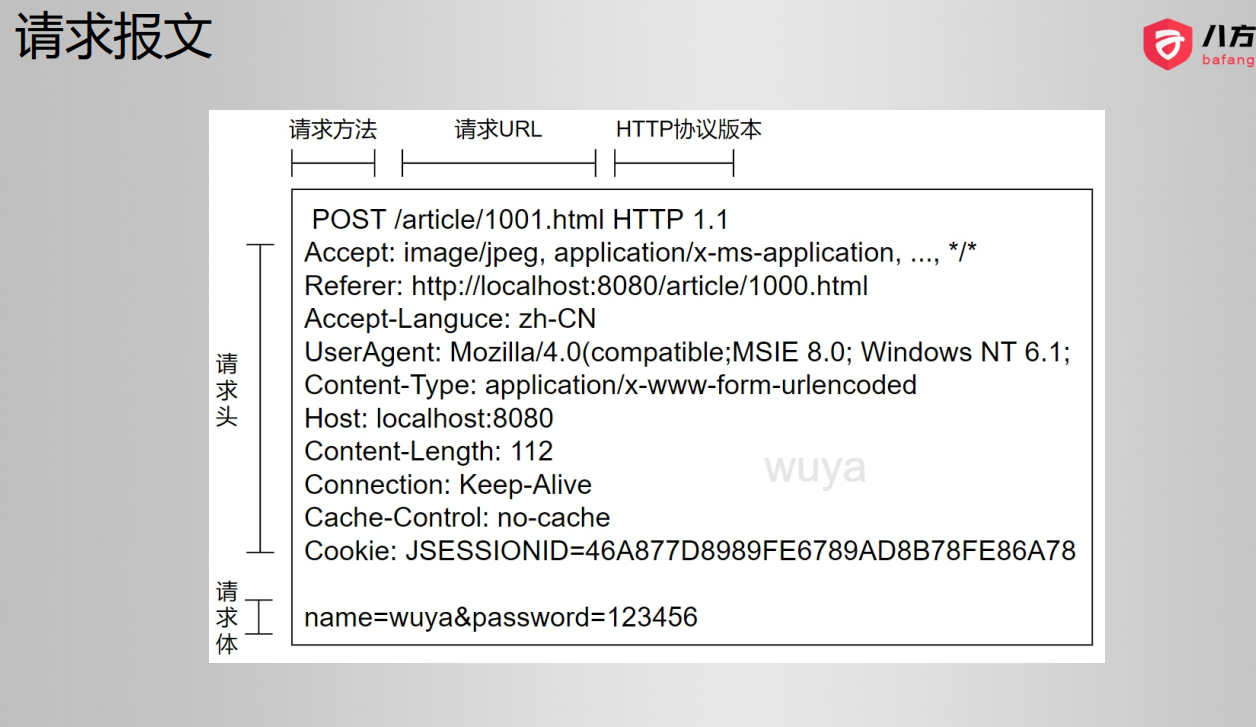 请求报文
八方
bafang
请求方法 请求URL HTTP协议版本
POST /article/1001.html HTTP 1.1
Accept: image/jpeg, application/x-ms-application, ..., */*
Referer: http://localhost:8080/article/1000.html
Accept-Languce: zh-CN
UserAgent: Mozilla/4.0(compatible;MSIE 8.0; Windows NT 6.1;
Content-Type: application/x-www-form-urlencoded
Host: localhost:8080
Content-Length: 112
Connection: Keep-Alive
Cache-Control: no-cache
Cookie: JSESSIONID=46A877D8989FE6789AD8B78FE86A78
请求头
wuya
请求体
name=wuya&password=123456